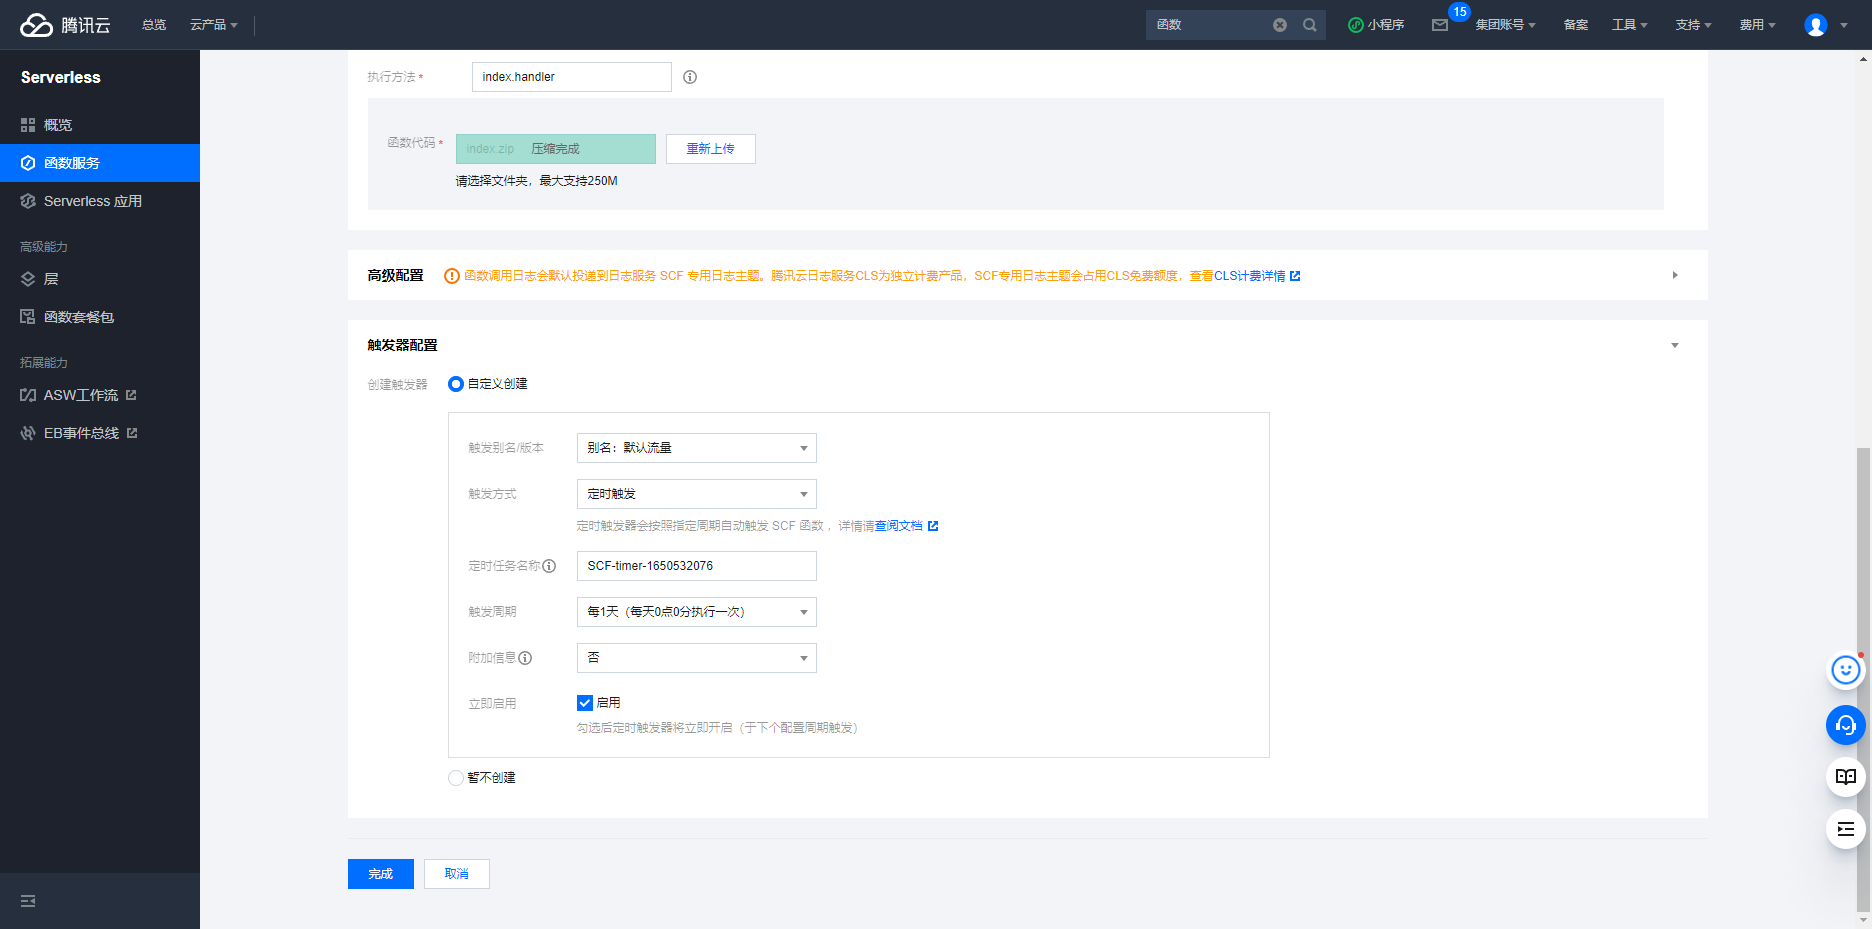 腾讯云
总览
云产品
函数
小程序
15
集团账号
备案
工具
支持
费用
Serverless
概览
函数服务
Serverless 应用
高级能力
层
函数套餐包
拓展能力
ASW工作流
EB事件总线
执行方法 *
index.handler
函数代码 *
index.zip 压缩完成
重新上传
请选择文件夹，最大支持250M
高级配置
函数调用日志会默认投递到日志服务 SCF 专用日志主题。腾讯云日志服务CLS为独立计费产品，SCF专用日志主题会占用CLS免费额度，查看CLS计费详情
触发器配置
创建触发器
自定义创建
触发别名/版本
别名：默认流量
触发方式
定时触发
定时触发器会按照指定周期自动触发 SCF 函数 ，详情请查阅文档
定时任务名称
SCF-timer-1650532076
触发周期
每1天（每天0点0分执行一次）
附加信息
否
立即启用
启用
勾选后定时触发器将立即开启（于下个配置周期触发）
暂不创建
完成
取消